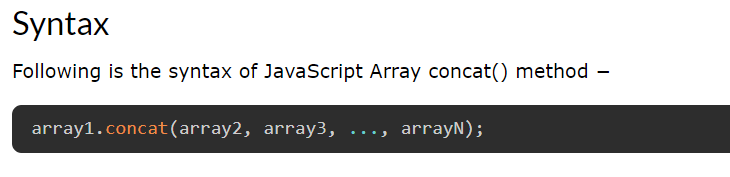 Syntax
Following is the syntax of JavaScript Array concat() method −
array1.concat(array2, array3, ..., arrayN);